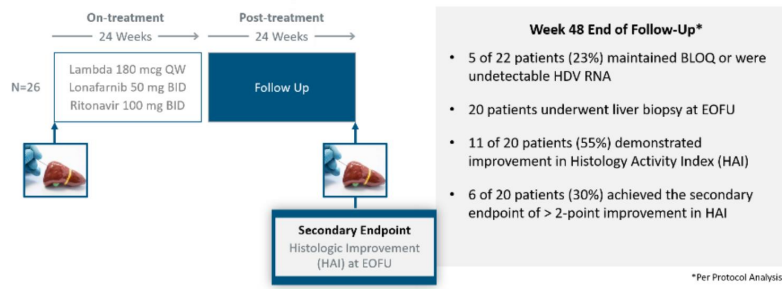 On-treatment
24 Weeks
Post-treatment
24 Weeks
N=26
Lambda 180 mcg QW
Lonafarnib 50 mg BID
Ritonavir 100 mg BID
Follow Up
Secondary Endpoint
Histologic Improvement
(HAI) at EOFU
Week 48 End of Follow-Up*
• 5 of 22 patients (23%) maintained BLOQ or were
undetectable HDV RNA
• 20 patients underwent liver biopsy at EOFU
• 11 of 20 patients (55%) demonstrated
improvement in Histology Activity Index (HAI)
• 6 of 20 patients (30%) achieved the secondary
endpoint of > 2-point improvement in HAI
*Per Protocol Analysis